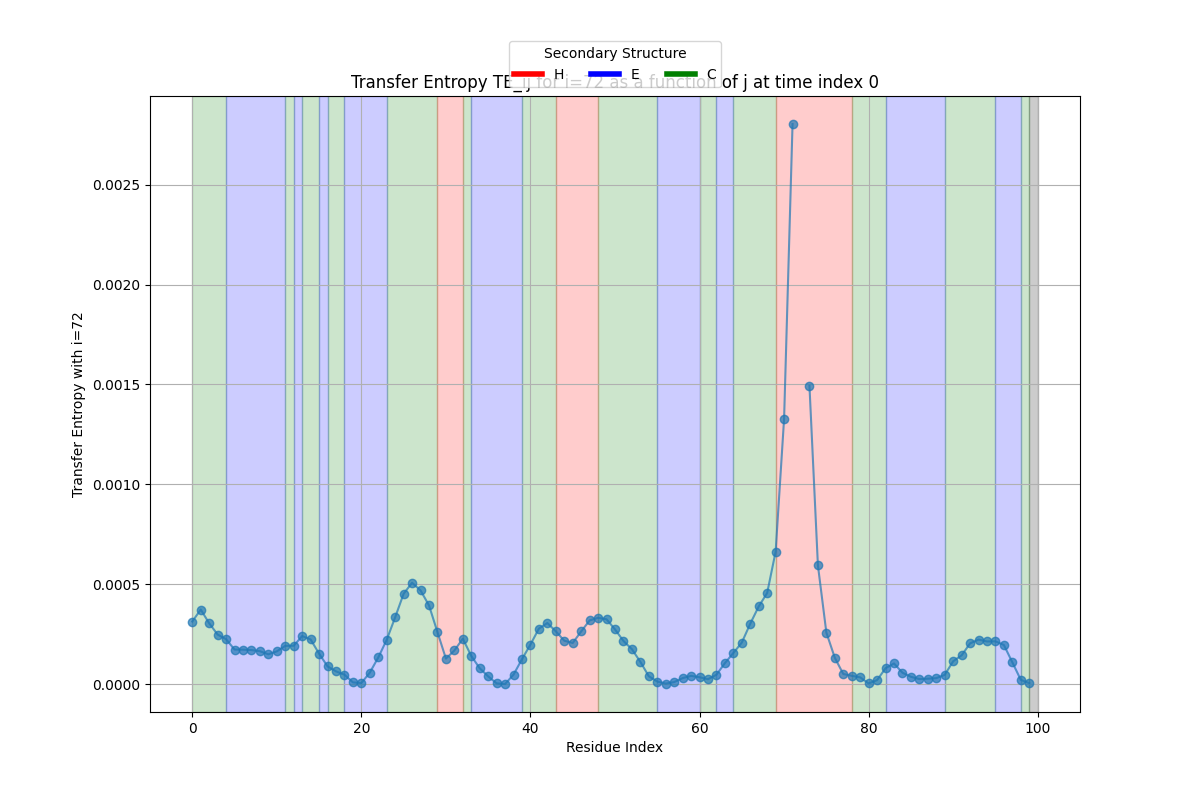 Secondary Structure
H E C
Transfer Entropy TE_ij for i=72 as a function of j at time index 0
0.0025
0.0020
0.0015
0.0010
0.0005
0.0000
Transfer Entropy with i=72
0 20 40 60 80 100
Residue Index